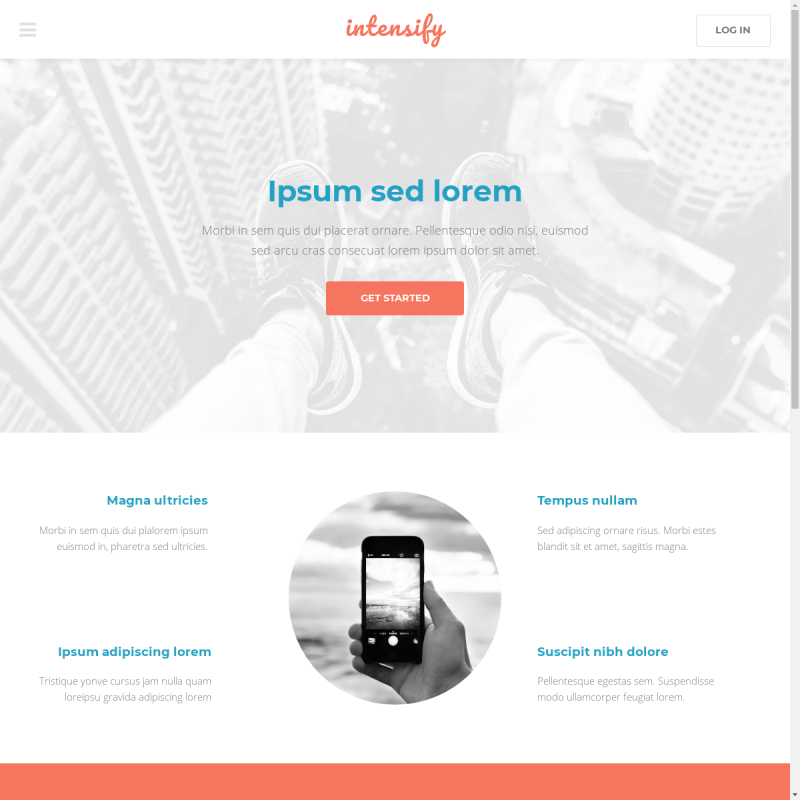 intensify
LOG IN
Ipsum sed lorem
Morbi in sem quis dui placerat ornare. Pellentesque odio nisi, euismod
sed arcu cras consecuat lorem ipsum dolor sit amet.
GET STARTED
Magna ultricies
Morbi in sem quis dui plalorem ipsum
euismod in, pharetra sed ultricies.
Ipsum adipiscing lorem
Tristique yonve cursus jam nulla quam
loreipsu gravida adipiscing lorem
Tempus nullam
Sed adipiscing ornare risus. Morbi estes
blandit sit et amet, sagittis magna.
Suscipit nibh dolore
Pellentesque egestas sem. Suspendisse
modo ullamcorper feugiat lorem.